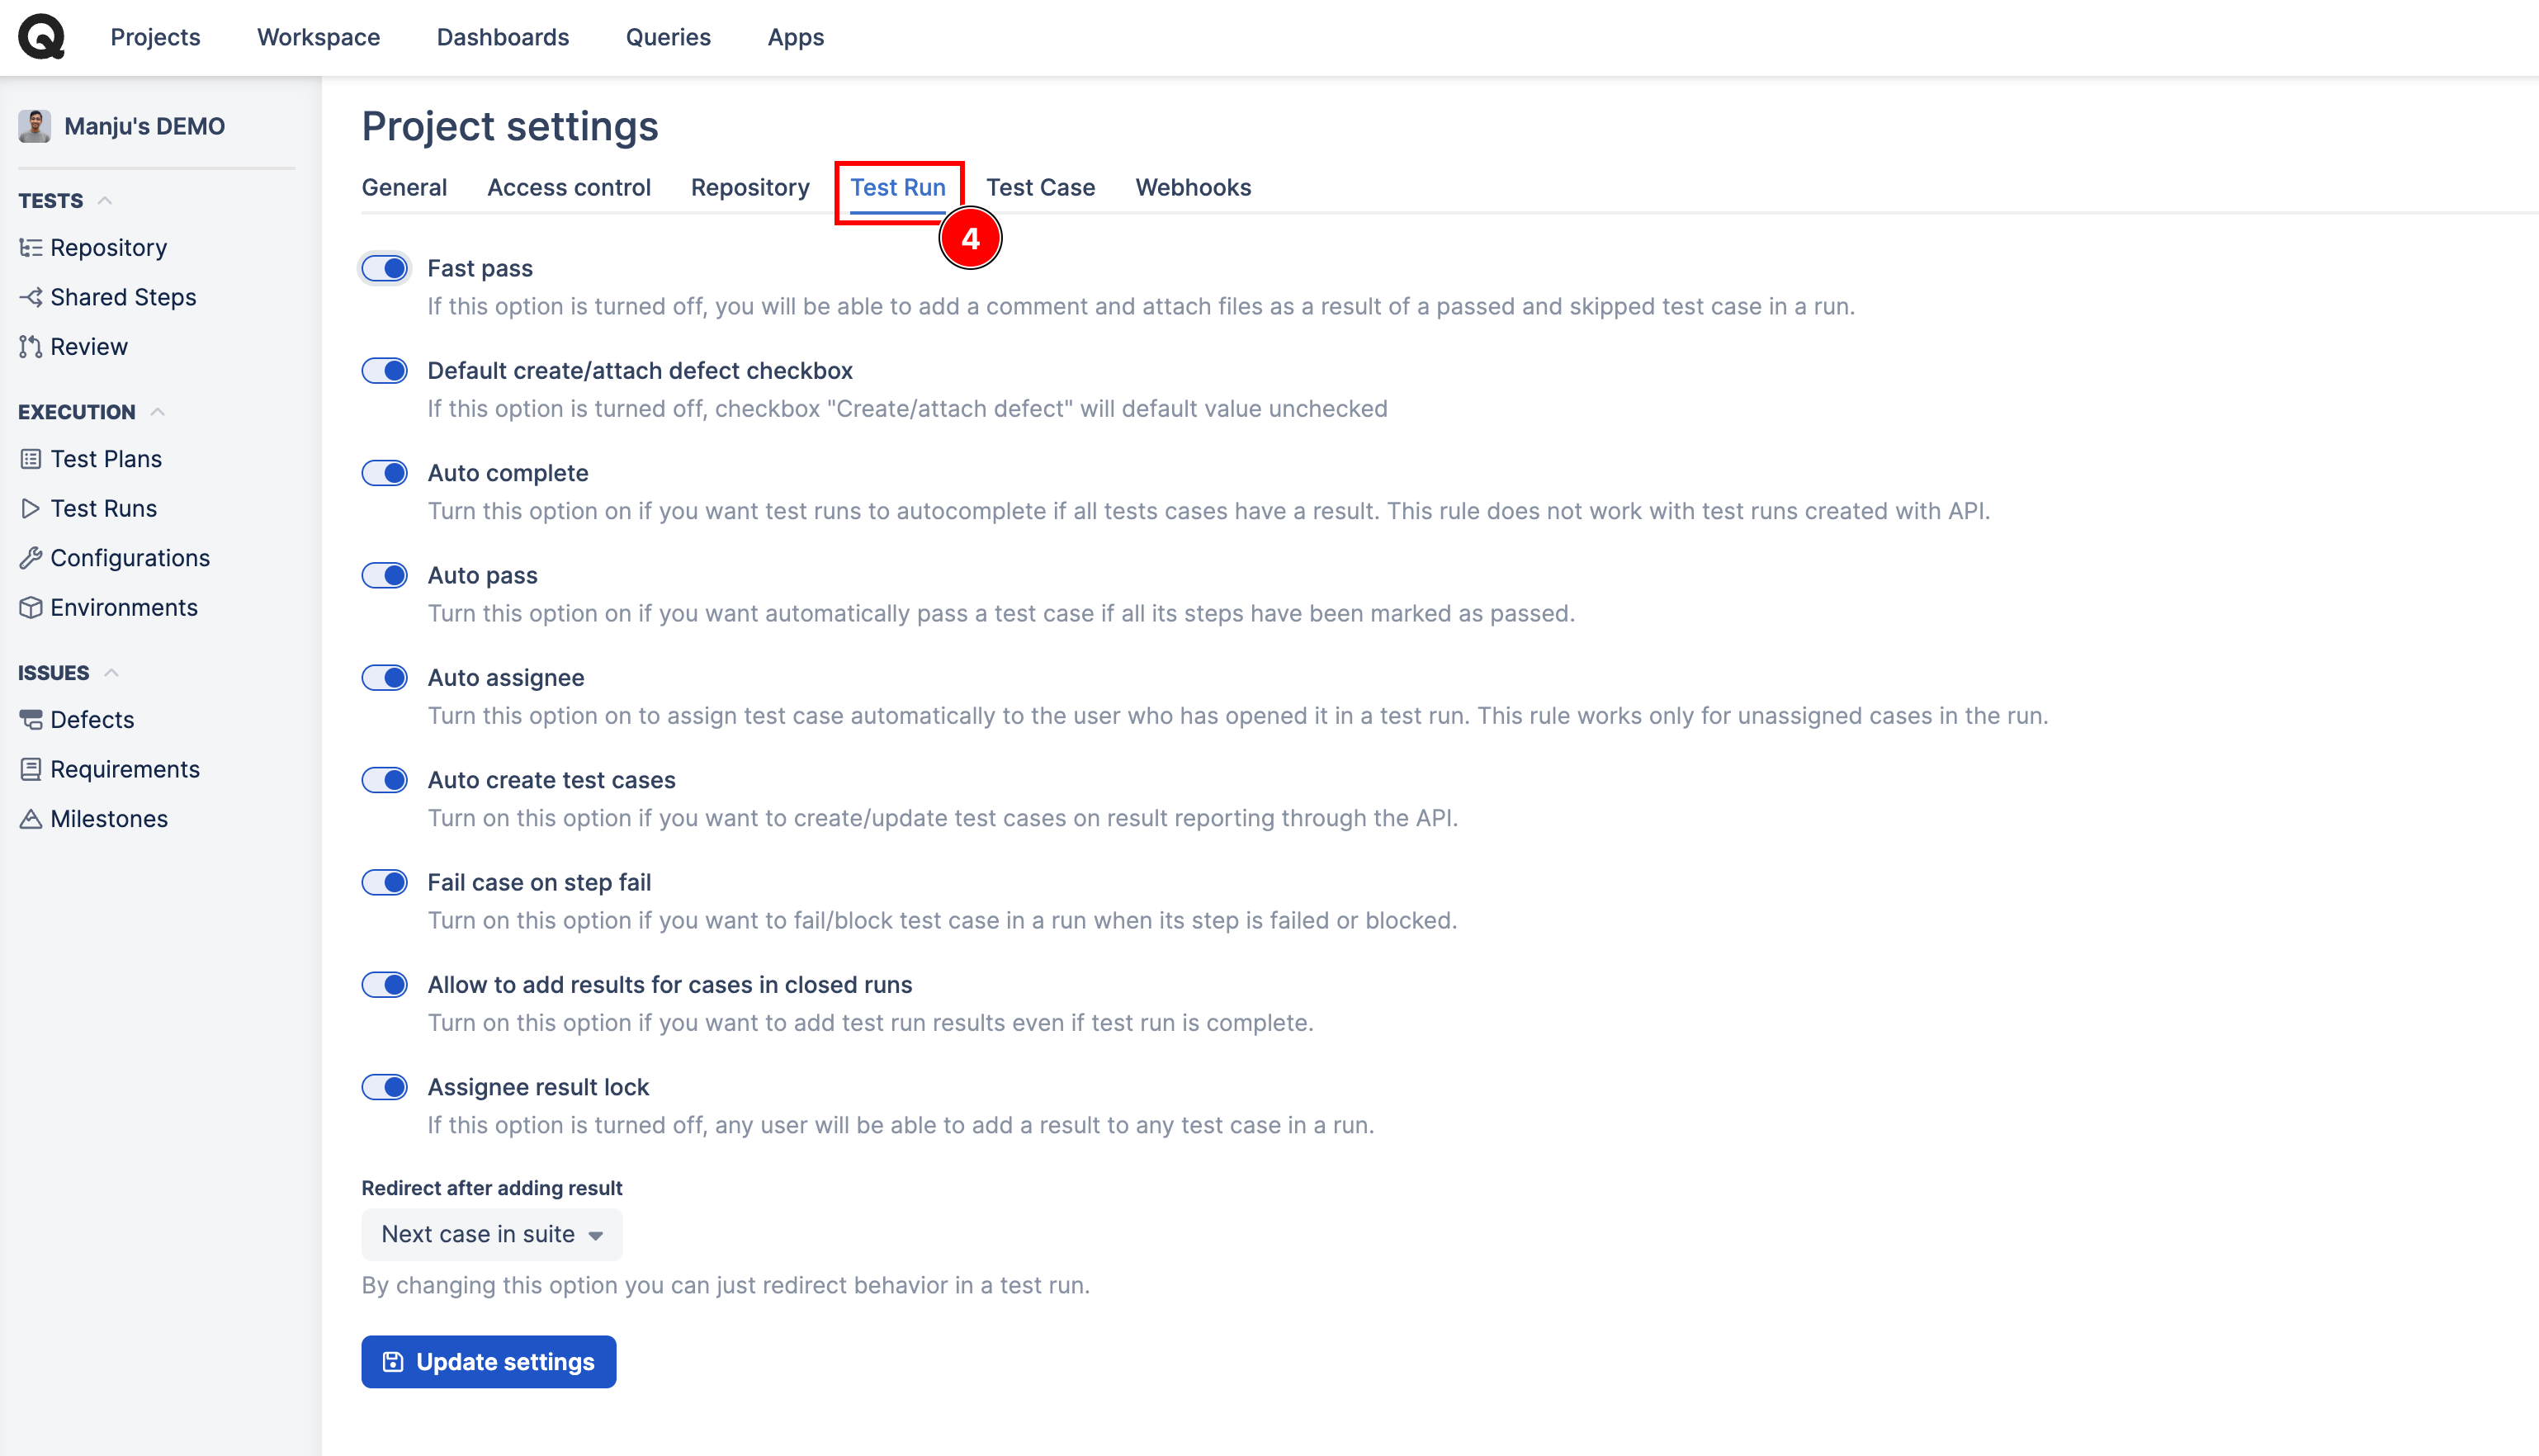 Projects Workspace Dashboards Queries Apps
Manju's DEMO
TESTS
Repository
Shared Steps
Review
EXECUTION
Test Plans
Test Runs
Configurations
Environments
ISSUES
Defects
Requirements
Milestones
Project settings
General Access control Repository Test Run Test Case Webhooks
4
Fast pass
If this option is turned off, you will be able to add a comment and attach files as a result of a passed and skipped test case in a run.
Default create/attach defect checkbox
If this option is turned off, checkbox "Create/attach defect" will default value unchecked
Auto complete
Turn this option on if you want test runs to autocomplete if all tests cases have a result. This rule does not work with test runs created with API.
Auto pass
Turn this option on if you want automatically pass a test case if all its steps have been marked as passed.
Auto assignee
Turn this option on to assign test case automatically to the user who has opened it in a test run. This rule works only for unassigned cases in the run.
Auto create test cases
Turn on this option if you want to create/update test cases on result reporting through the API.
Fail case on step fail
Turn on this option if you want to fail/block test case in a run when its step is failed or blocked.
Allow to add results for cases in closed runs
Turn on this option if you want to add test run results even if test run is complete.
Assignee result lock
If this option is turned off, any user will be able to add a result to any test case in a run.
Redirect after adding result
Next case in suite
By changing this option you can just redirect behavior in a test run.
Update settings